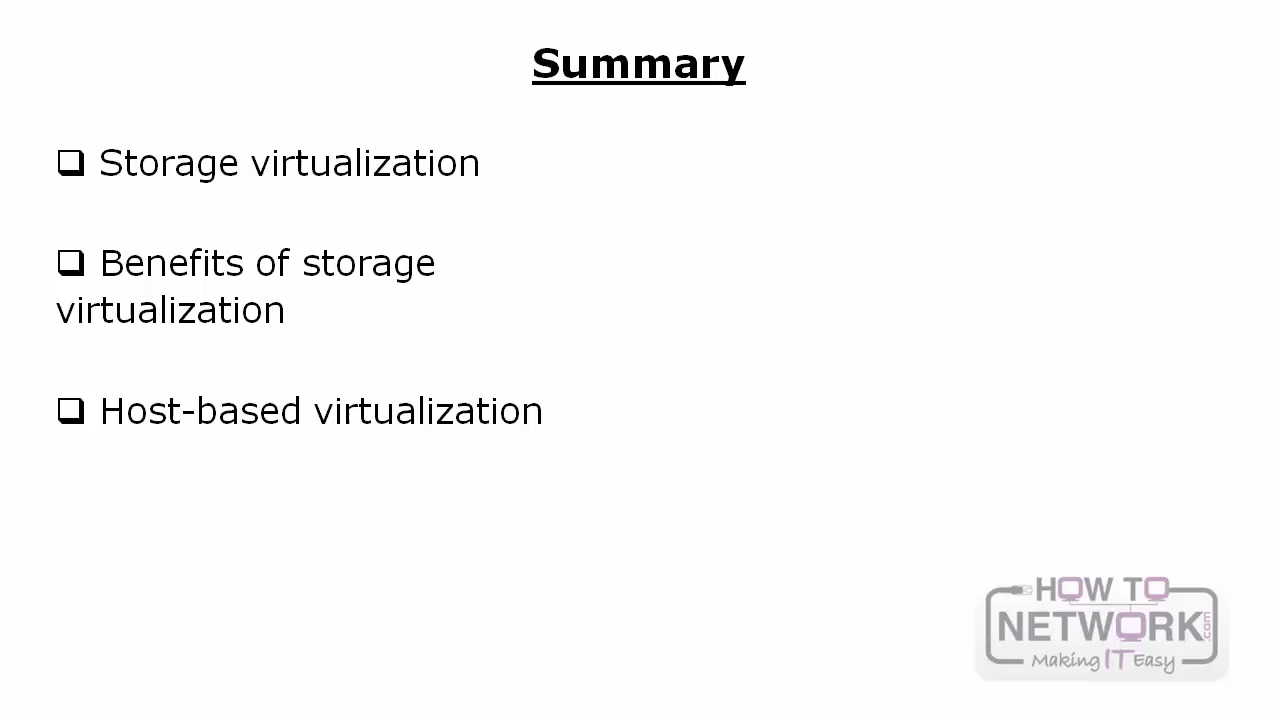 Summary
❑ Storage virtualization
❑ Benefits of storage
virtualization
❑ Host-based virtualization
HOW TO
NETWORK.com
Making IT Easy